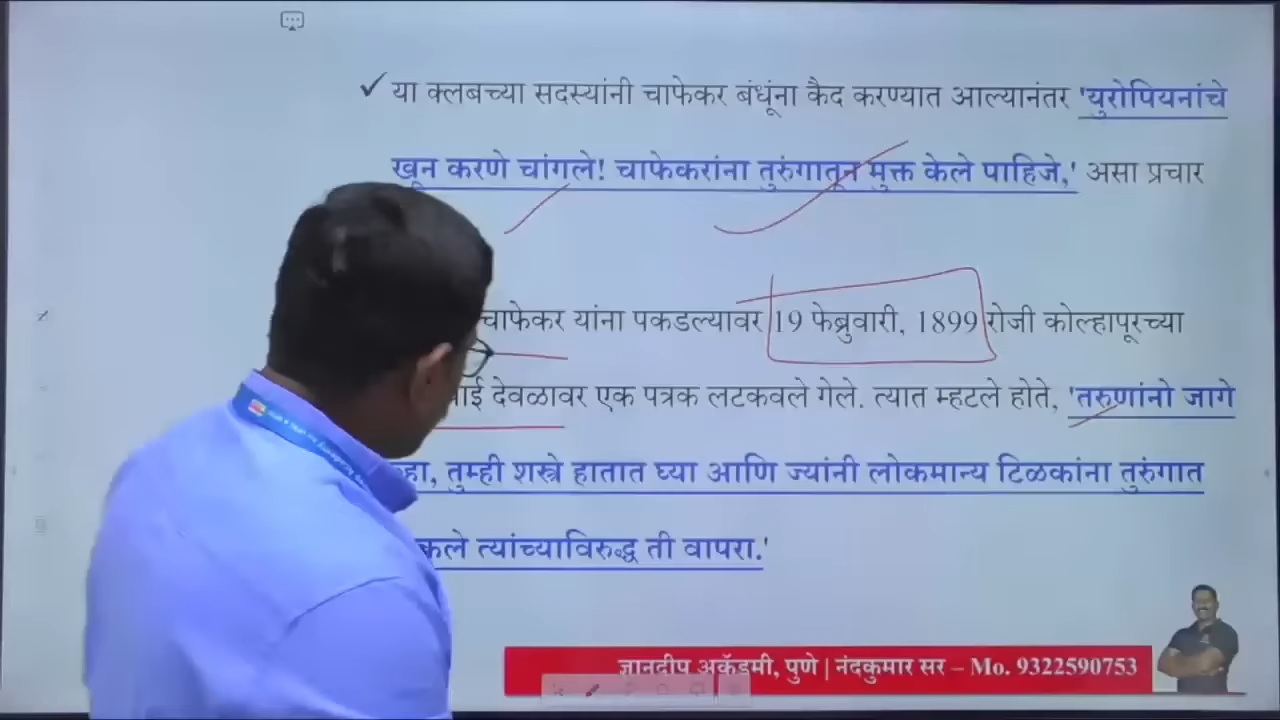 ✓ या क्लबच्या सदस्यांनी चाफेकर बंधूंना कैद करण्यात आल्यानंतर 'युरोपियनांचे
खून करणे चांगले! चाफेकरांना तुरुंगातून मुक्त केले पाहिजे,' असा प्रचार
चाफेकर यांना पकडल्यावर 19 फेब्रुवारी, 1899 रोजी कोल्हापूरच्या
देवळावर एक पत्रक लटकवले गेले. त्यात म्हटले होते, 'तरुणांनो जागे
तुम्ही शस्त्रे हातात घ्या आणि ज्यांनी लोकमान्य टिळकांना तुरुंगात
त्यांच्याविरुद्ध ती वापरा.'
ज्ञानदीप अकॅडमी, पुणे | नंदकुमार सर – Mo. 9322590753